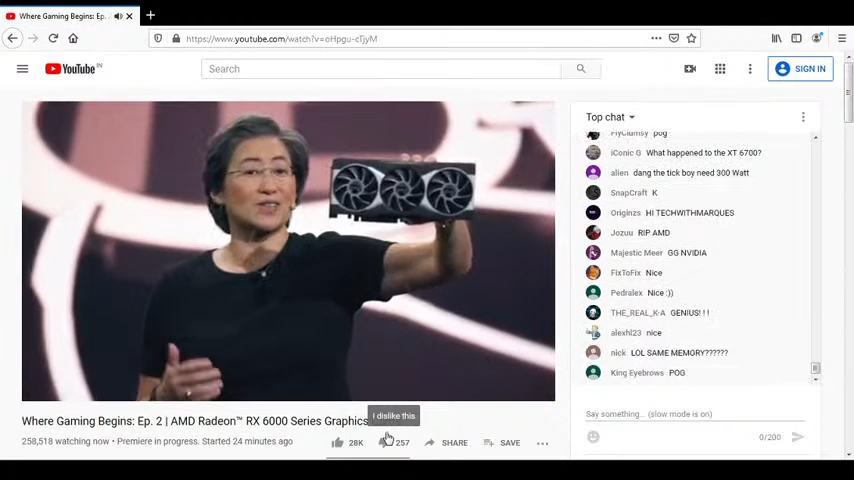 Where Gaming Begins: Ep.
https://www.youtube.com/watch?v=oHpgu-cTjyM
YouTube IN
Search
SIGN IN
Top chat
FlyClumsy pog
iConic G What happened to the XT 6700?
alien dang the tick boy need 300 Watt
SnapCraft K
Originzs HI TECHWITHMARQUES
Jozuu RIP AMD
Majestic Meer GG NVIDIA
FixToFix Nice
Pedralex Nice :))
THE_REAL_K-A GENIUS! ! !
alexhl23 nice
nick LOL SAME MEMORY??????
King Eyebrows POG
I dislike this
Where Gaming Begins: Ep. 2 | AMD Radeon™ RX 6000 Series Graphics
258,518 watching now • Premiere in progress. Started 24 minutes ago
28K
257
SHARE
SAVE
Say something... (slow mode is on)
0/200